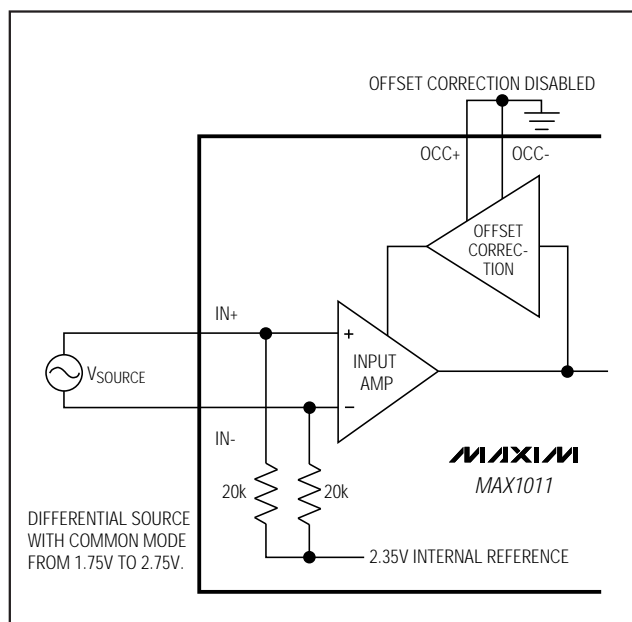 OFFSET CORRECTION DISABLED
OCC+
OCC-
OFFSET
CORREC-
TION
IN+
+
INPUT
AMP
VSOURCE
−
IN-
MAXIM
MAX1011
20k
20k
DIFFERENTIAL SOURCE
WITH COMMON MODE
FROM 1.75V TO 2.75V.
2.35V INTERNAL REFERENCE